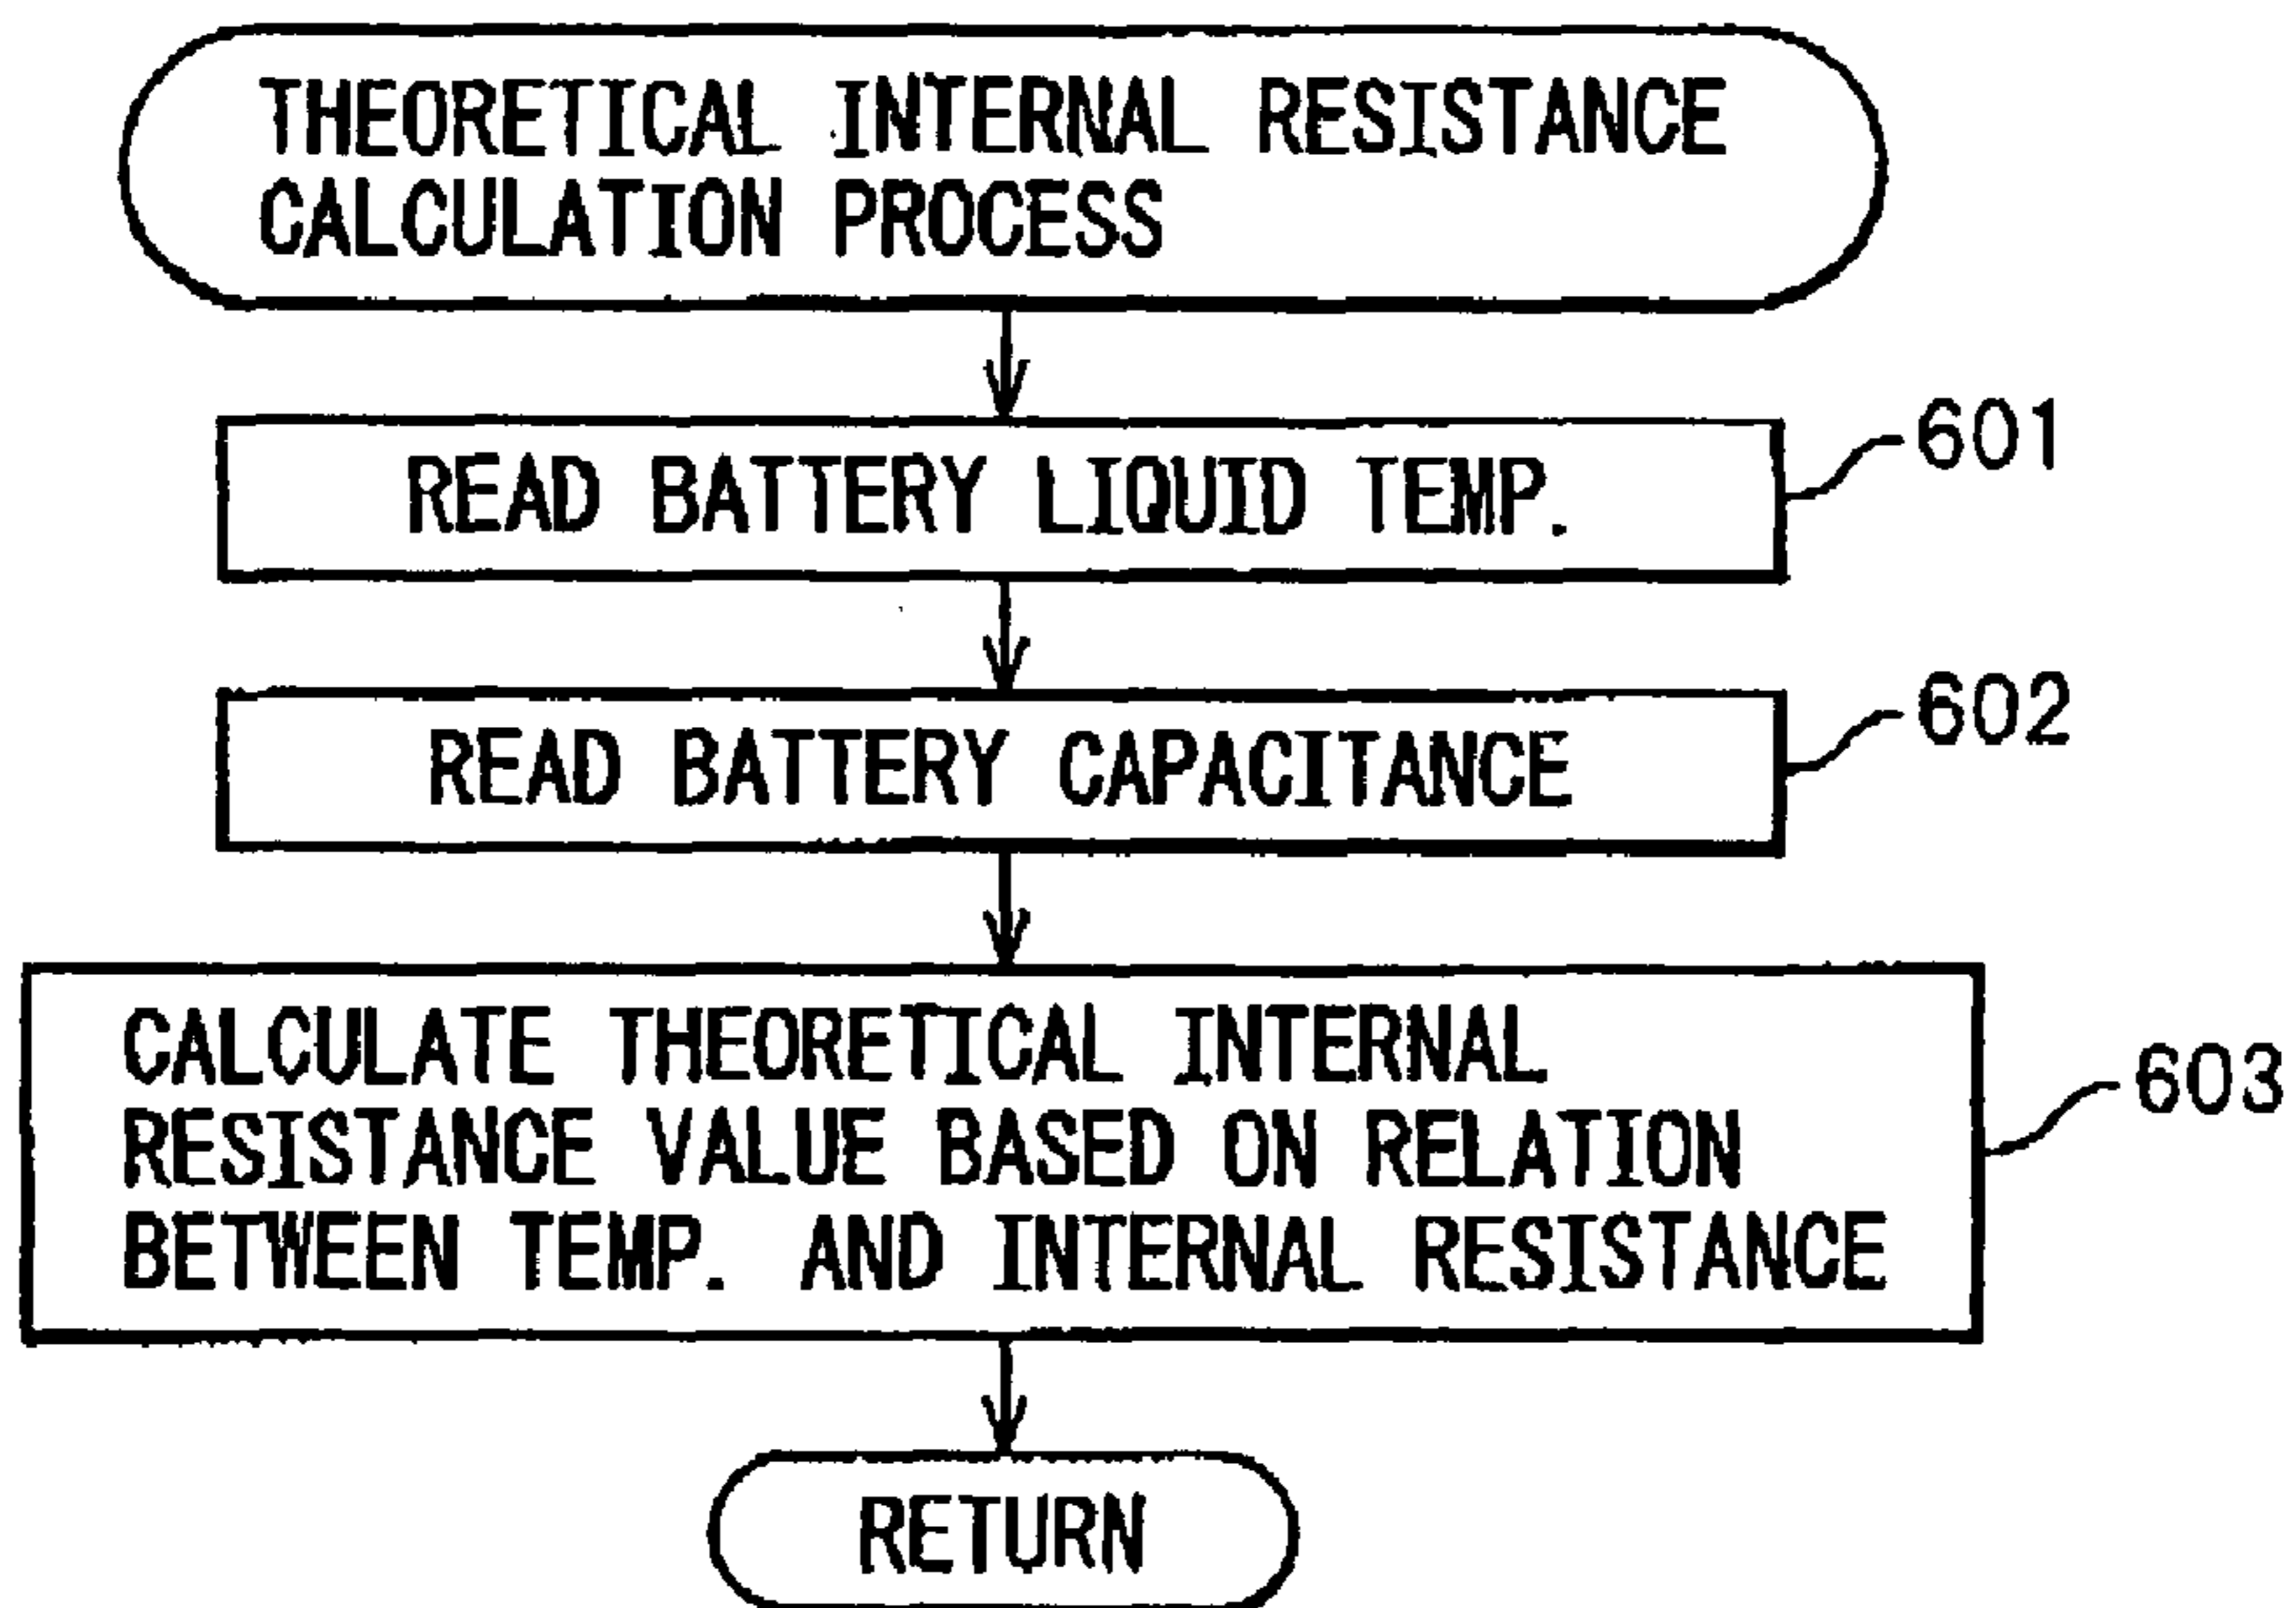 THEORETICAL INTERNAL RESISTANCE
CALCULATION PROCESS
READ BATTERY LIQUID TEMP.
601
READ BATTERY CAPACITANCE
602
CALCULATE THEORETICAL INTERNAL
RESISTANCE VALUE BASED ON RELATION
BETWEEN TEMP. AND INTERNAL RESISTANCE
603
RETURN